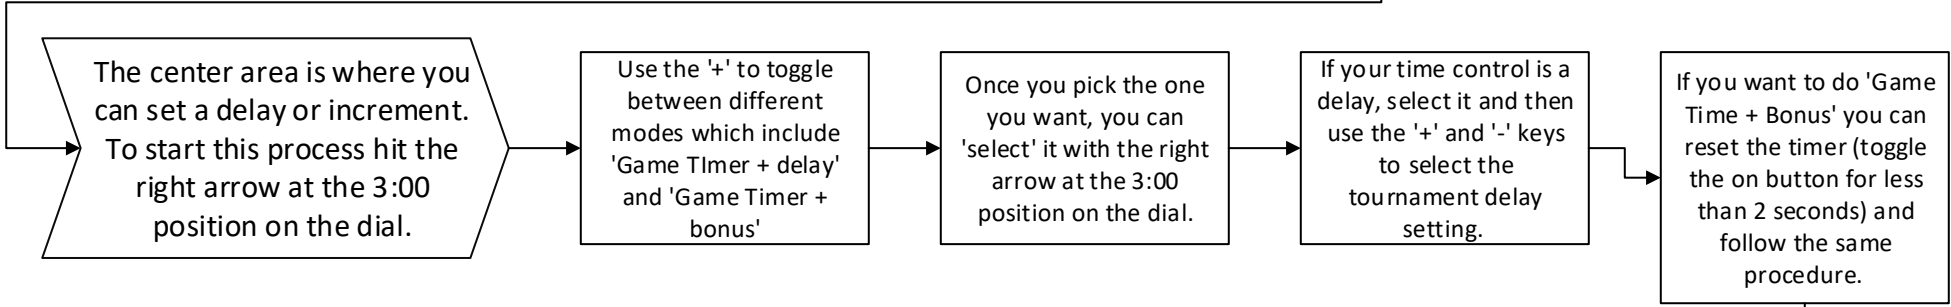 The center area is where you
can set a delay or increment.
To start this process hit the
right arrow at the 3:00
position on the dial.
Use the '+' to toggle
between different
modes which include
'Game TImer + delay'
and 'Game Timer +
bonus'
Once you pick the one
you want, you can
'select' it with the right
arrow at the 3:00
position on the dial.
If your time control is a
delay, select it and then
use the '+' and '-' keys
to select the
tournament delay
setting.
If you want to do 'Game
Time + Bonus' you can
reset the timer (toggle
the on button for less
than 2 seconds) and
follow the same
procedure.